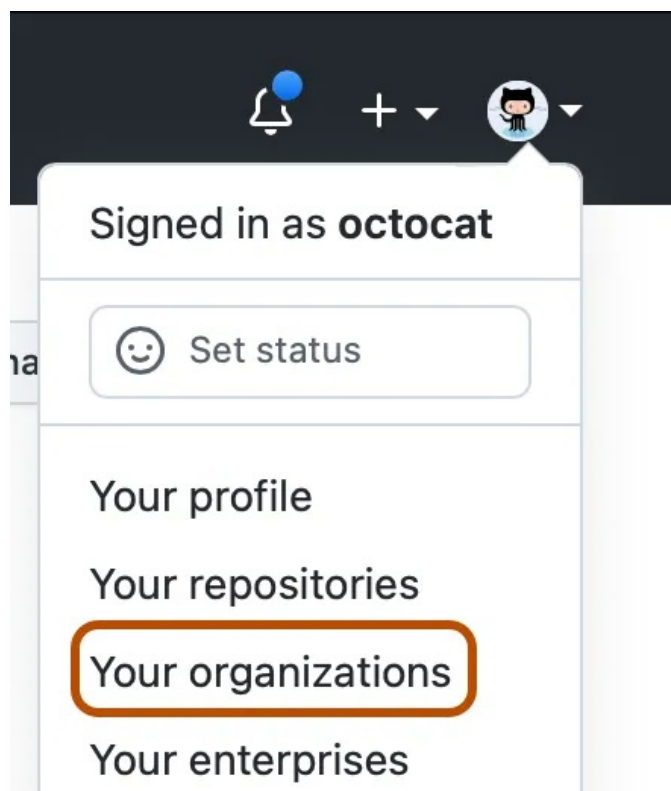 Signed in as octocat
Set status
Your profile
Your repositories
Your organizations
Your enterprises